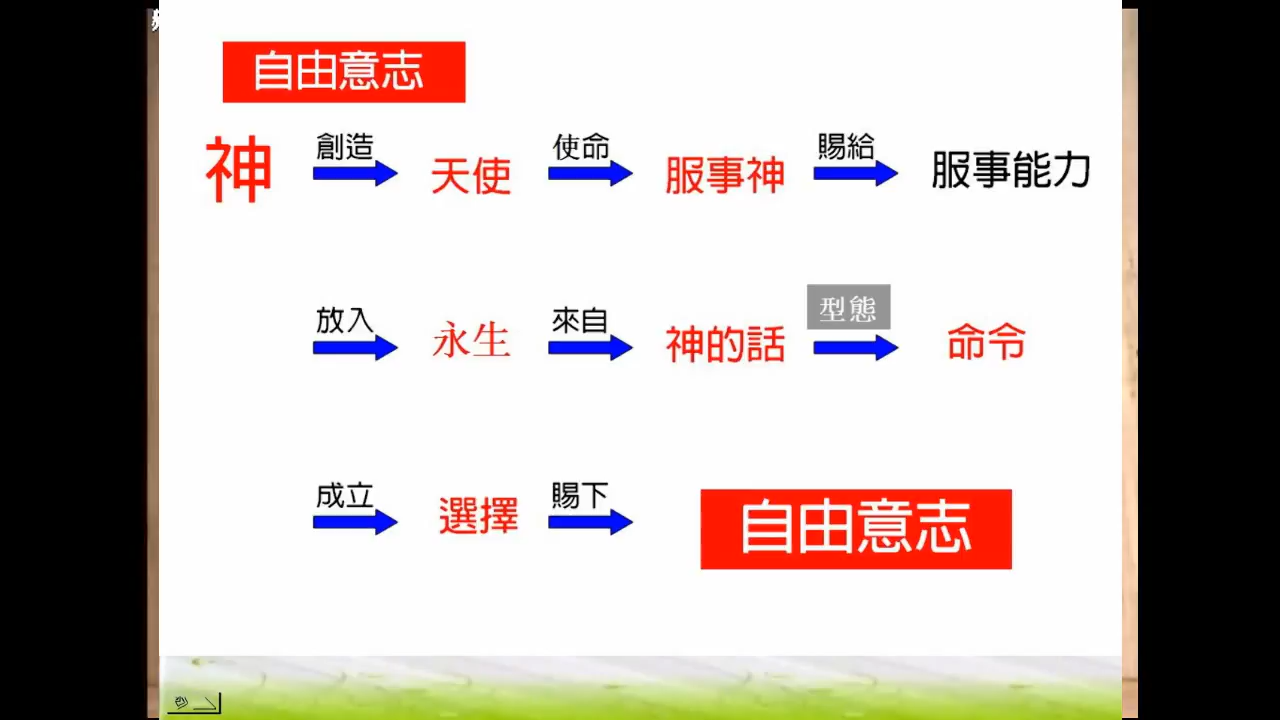 自由意志
神 創造 天使 使命 服事神 賜給 服事能力
放入 永生 來自 神的話 型態 命令
成立 選擇 賜下 自由意志